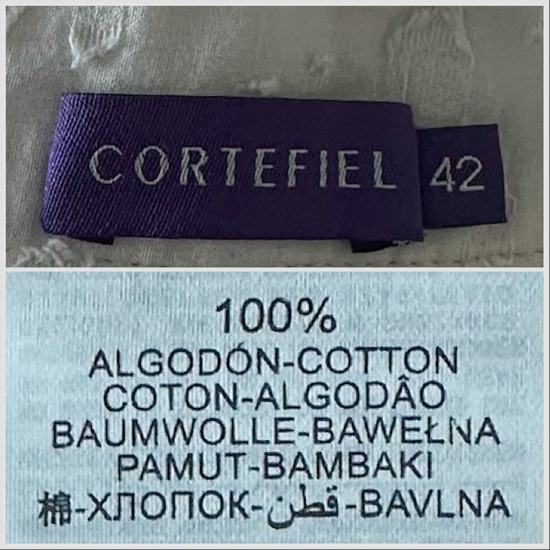 CORTEFIEL 42
100%
ALGODÓN-COTTON
COTON-ALGODÂO
BAUMWOLLE-BAWEŁNA
PAMUT-BAMBAKI
棉-ХЛОПОК-قطن-BAVLNA